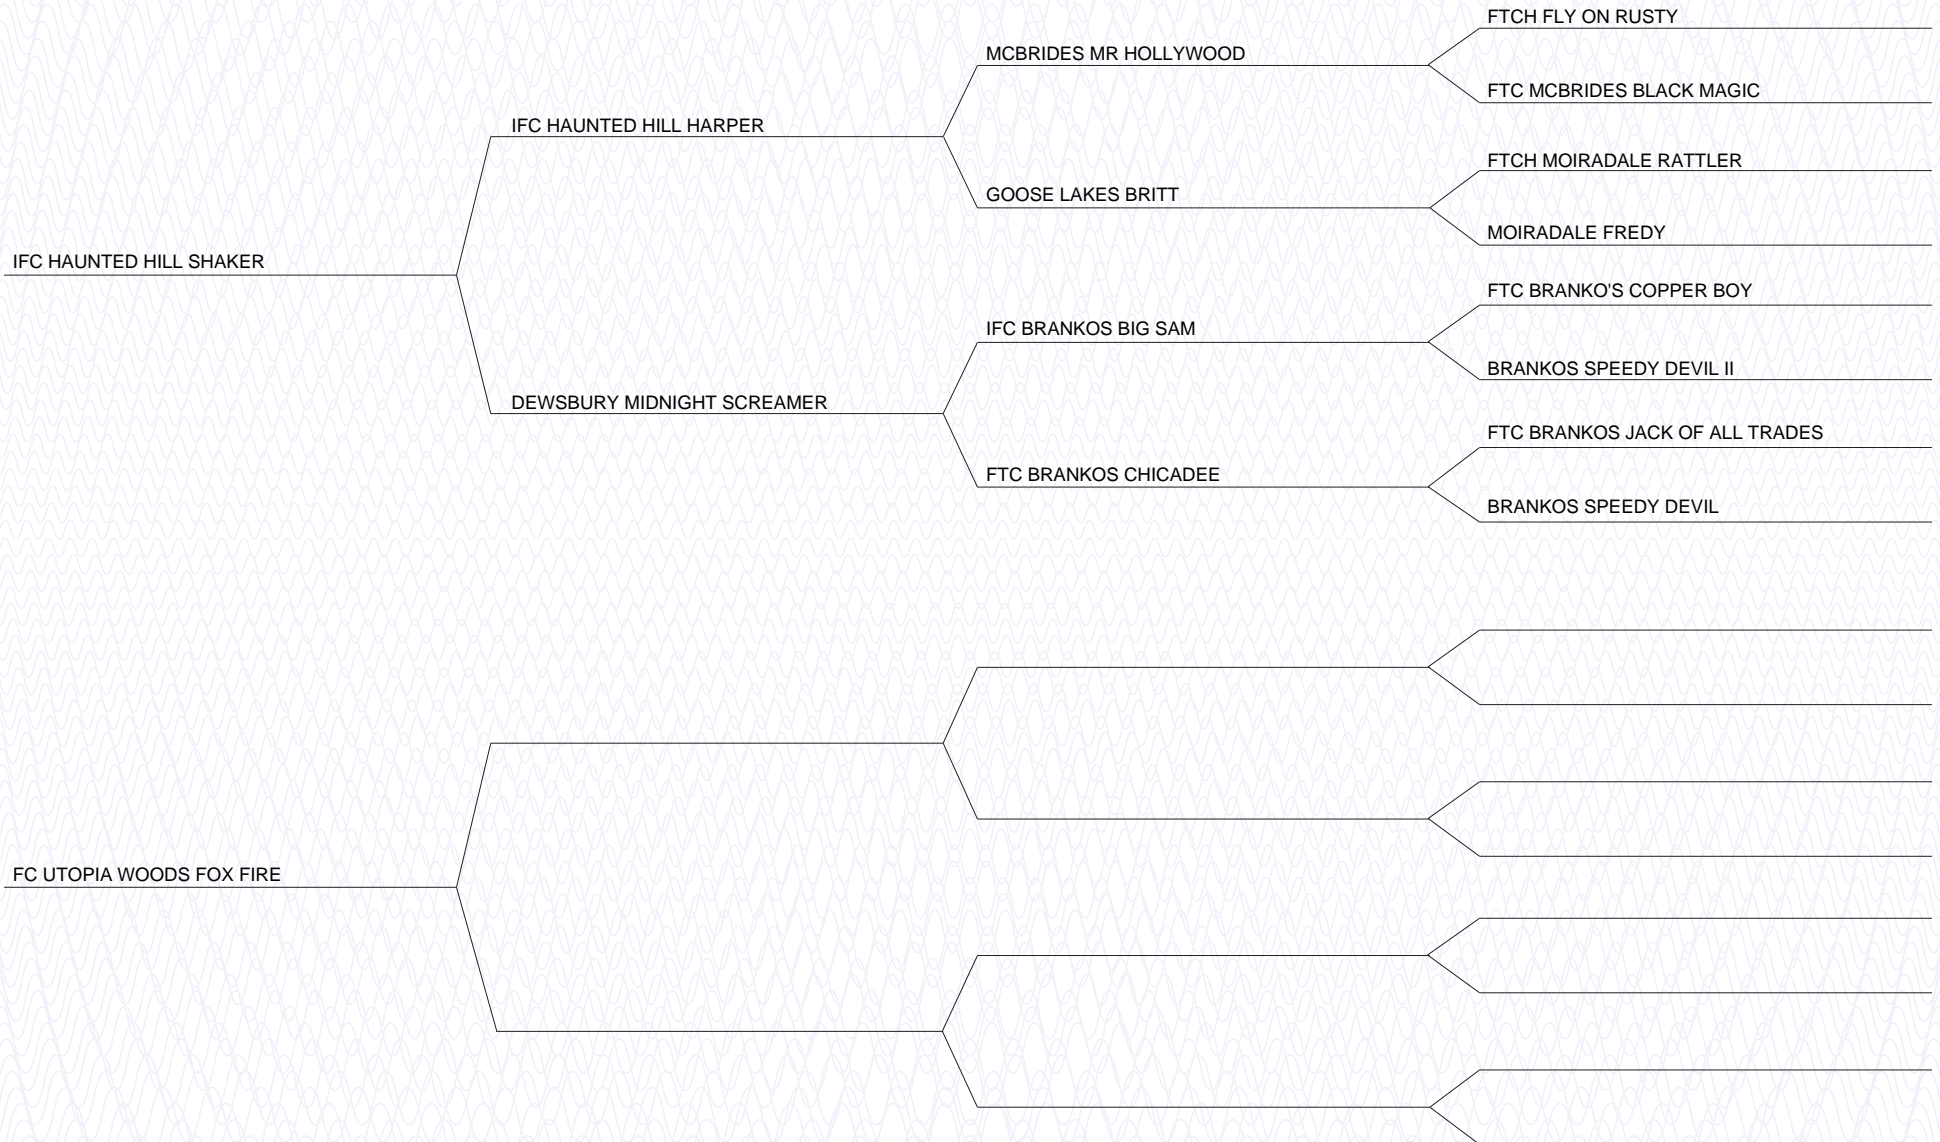 FTCH FLY ON RUSTY
MCBRIDES MR HOLLYWOOD
FTC MCBRIDES BLACK MAGIC
IFC HAUNTED HILL HARPER
FTCH MOIRADALE RATTLER
GOOSE LAKES BRITT
MOIRADALE FREDY
IFC HAUNTED HILL SHAKER
FTC BRANKO'S COPPER BOY
IFC BRANKOS BIG SAM
BRANKOS SPEEDY DEVIL II
DEWSBURY MIDNIGHT SCREAMER
FTC BRANKOS JACK OF ALL TRADES
FTC BRANKOS CHICADEE
BRANKOS SPEEDY DEVIL
FC UTOPIA WOODS FOX FIRE